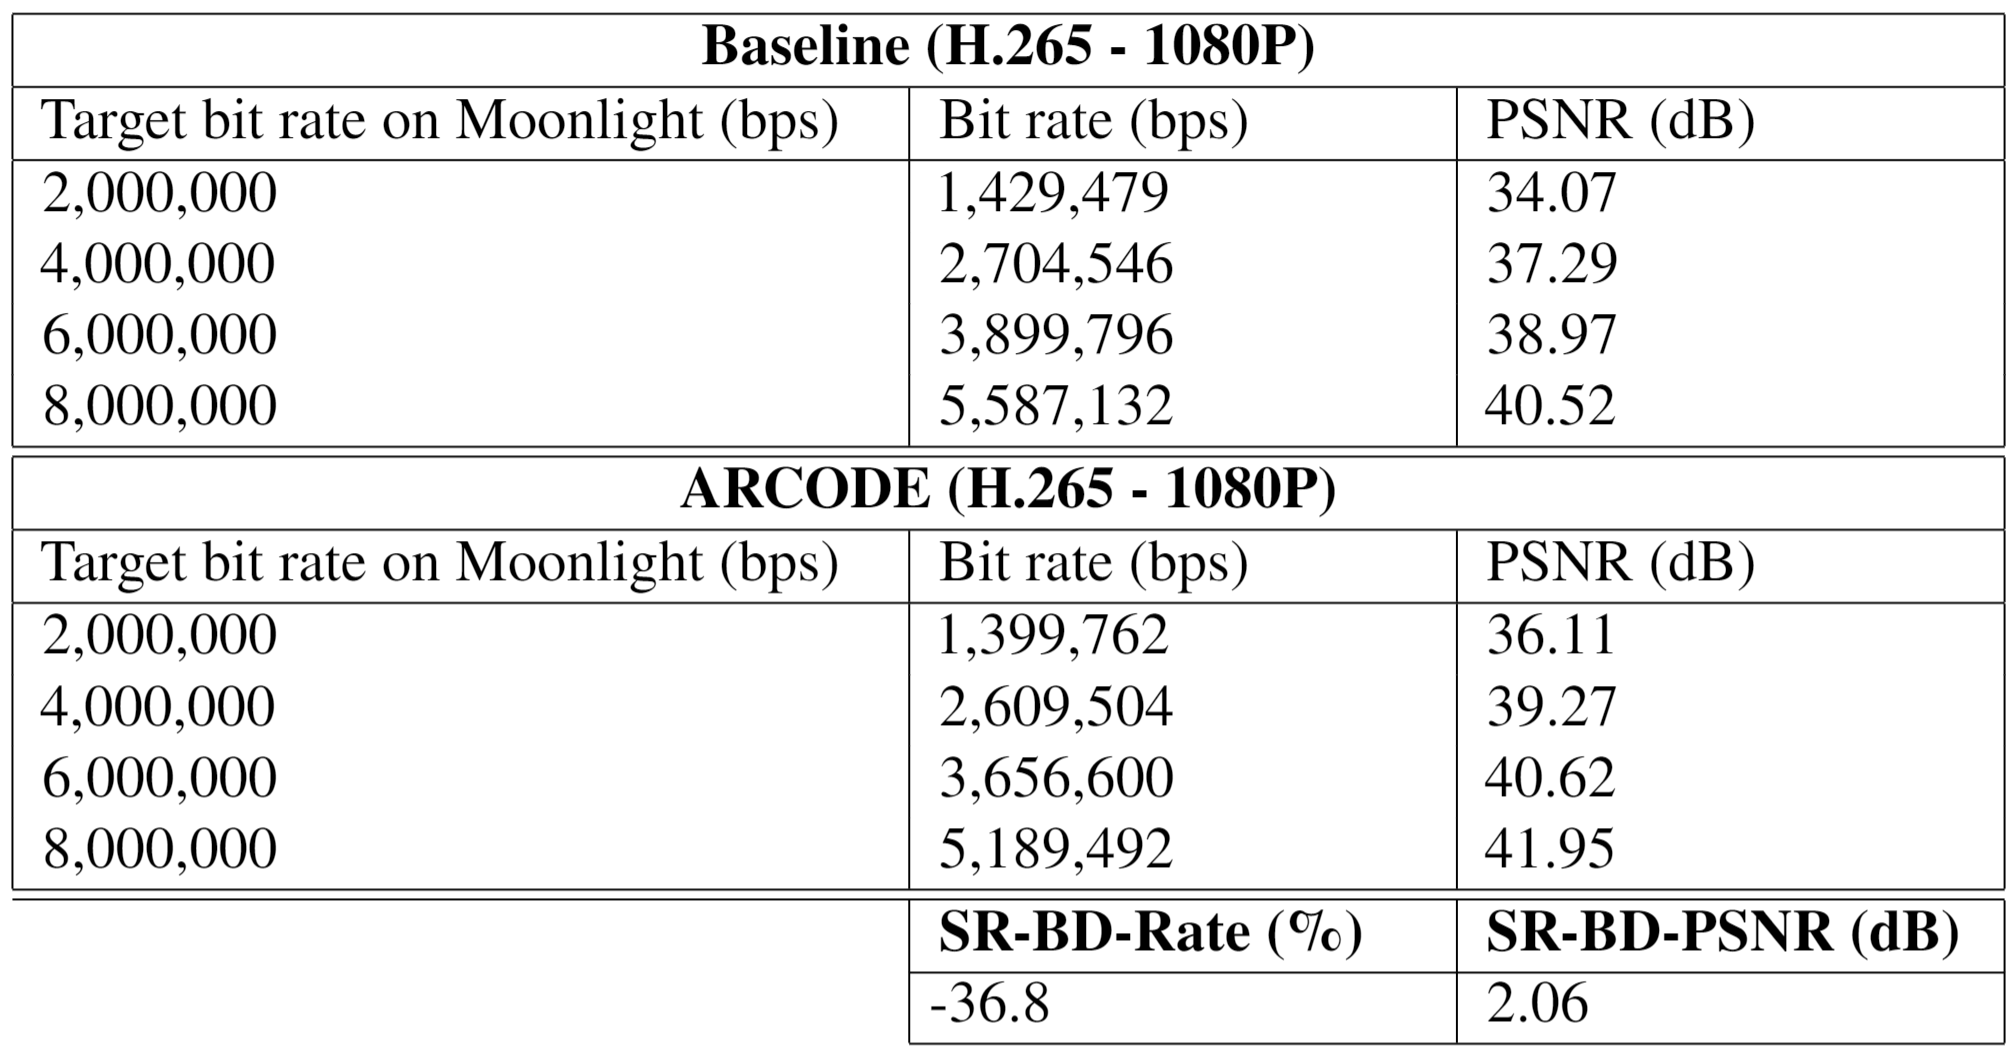 Baseline (H.265 - 1080P)
Target bit rate on Moonlight (bps) Bit rate (bps) PSNR (dB)
2,000,000 1,429,479 34.07
4,000,000 2,704,546 37.29
6,000,000 3,899,796 38.97
8,000,000 5,587,132 40.52
ARCODE (H.265 - 1080P)
Target bit rate on Moonlight (bps) Bit rate (bps) PSNR (dB)
2,000,000 1,399,762 36.11
4,000,000 2,609,504 39.27
6,000,000 3,656,600 40.62
8,000,000 5,189,492 41.95
SR-BD-Rate (%) SR-BD-PSNR (dB)
-36.8 2.06